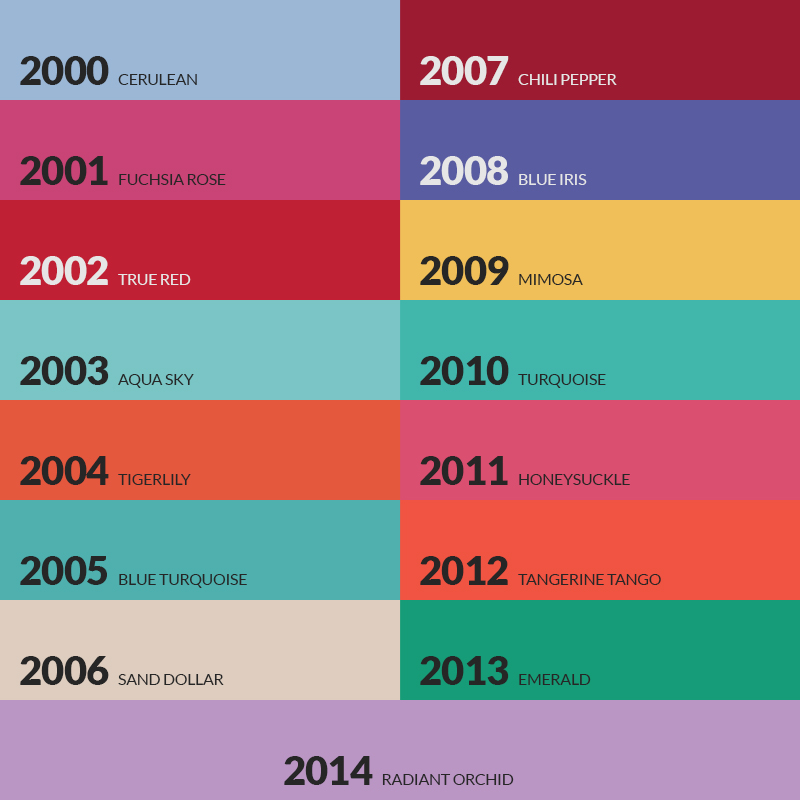 2000 CERULEAN
2001 FUCHSIA ROSE
2002 TRUE RED
2003 AQUA SKY
2004 TIGERLILY
2005 BLUE TURQUOISE
2006 SAND DOLLAR
2007 CHILI PEPPER
2008 BLUE IRIS
2009 MIMOSA
2010 TURQUOISE
2011 HONEYSUCKLE
2012 TANGERINE TANGO
2013 EMERALD
2014 RADIANT ORCHID